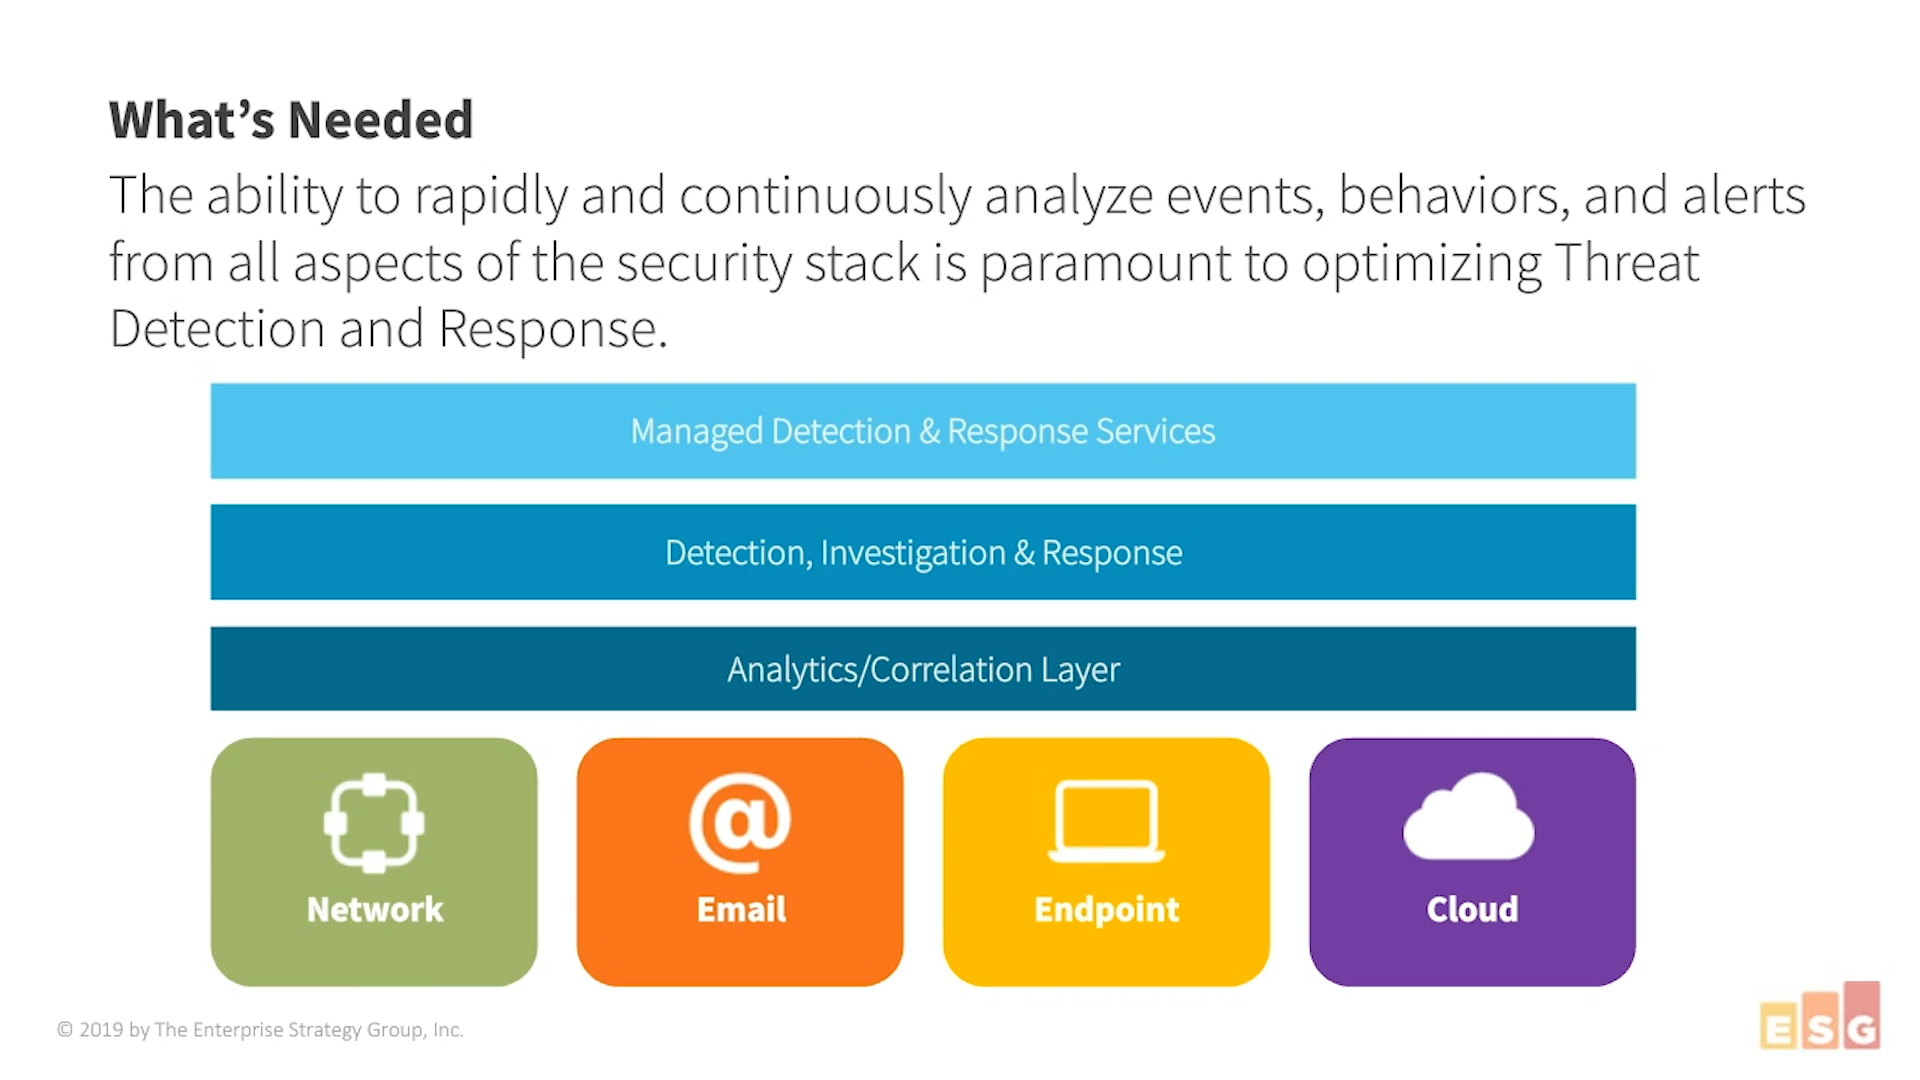 What’s Needed
The ability to rapidly and continuously analyze events, behaviors, and alerts
from all aspects of the security stack is paramount to optimizing Threat
Detection and Response.
Managed Detection & Response Services
Detection, Investigation & Response
Analytics/Correlation Layer
@
Network
Email
Endpoint
Cloud
© 2019 by The Enterprise Strategy Group, Inc.
ESG